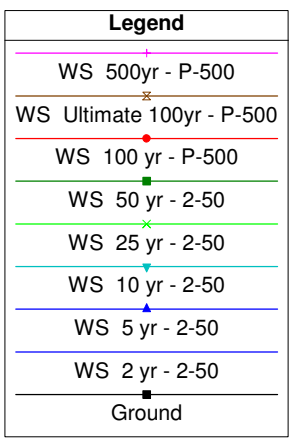 Legend
WS 500yr - P-500
WS Ultimate 100yr - P-500
WS 100 yr - P-500
WS 50 yr - 2-50
WS 25 yr - 2-50
WS 10 yr - 2-50
WS 5 yr - 2-50
WS 2 yr - 2-50
Ground